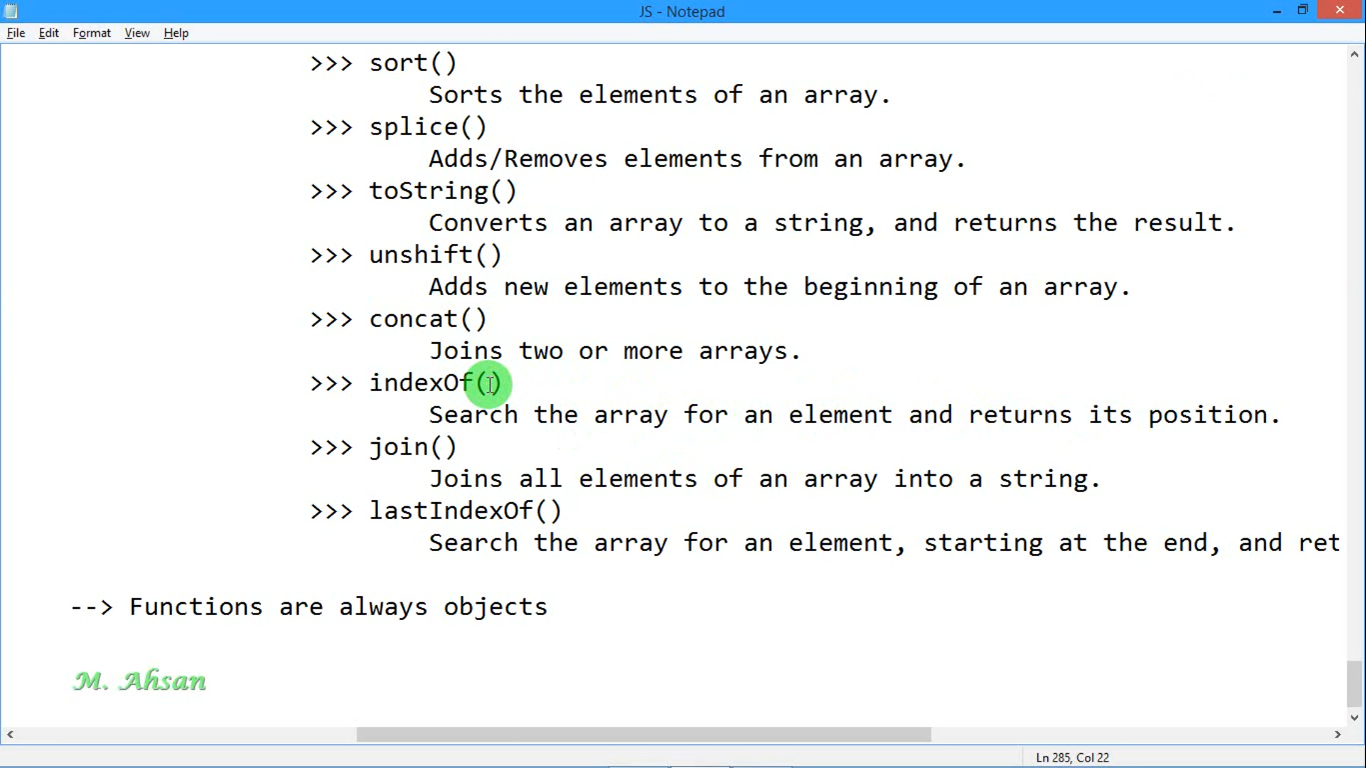 JS - Notepad
File Edit Format View Help
>>> sort()
Sorts the elements of an array.
>>> splice()
Adds/Removes elements from an array.
>>> toString()
Converts an array to a string, and returns the result.
>>> unshift()
Adds new elements to the beginning of an array.
>>> concat()
Joins two or more arrays.
>>> indexOf()
Search the array for an element and returns its position.
>>> join()
Joins all elements of an array into a string.
>>> lastIndexOf()
Search the array for an element, starting at the end, and ret
--> Functions are always objects
M. Ahsan
Ln 285, Col 22